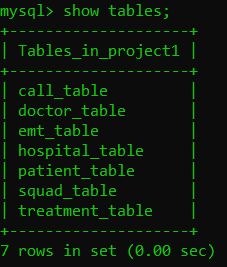 mysql> show tables;
+--------------------+
| Tables_in_project1 |
+--------------------+
| call_table         |
| doctor_table       |
| emt_table          |
| hospital_table     |
| patient_table      |
| squad_table        |
| treatment_table    |
+--------------------+
7 rows in set (0.00 sec)